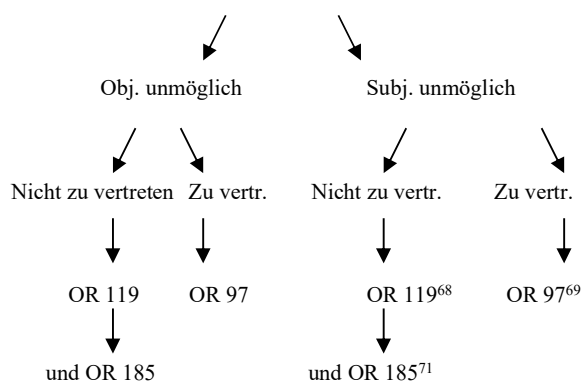 Obj. unmöglich Subj. unmöglich
Nicht zu vertreten Zu vertr. Nicht zu vertr. Zu vertr.
OR 119 OR 97 OR 119⁶⁸ OR 97⁶⁹
und OR 185 und OR 185⁷¹